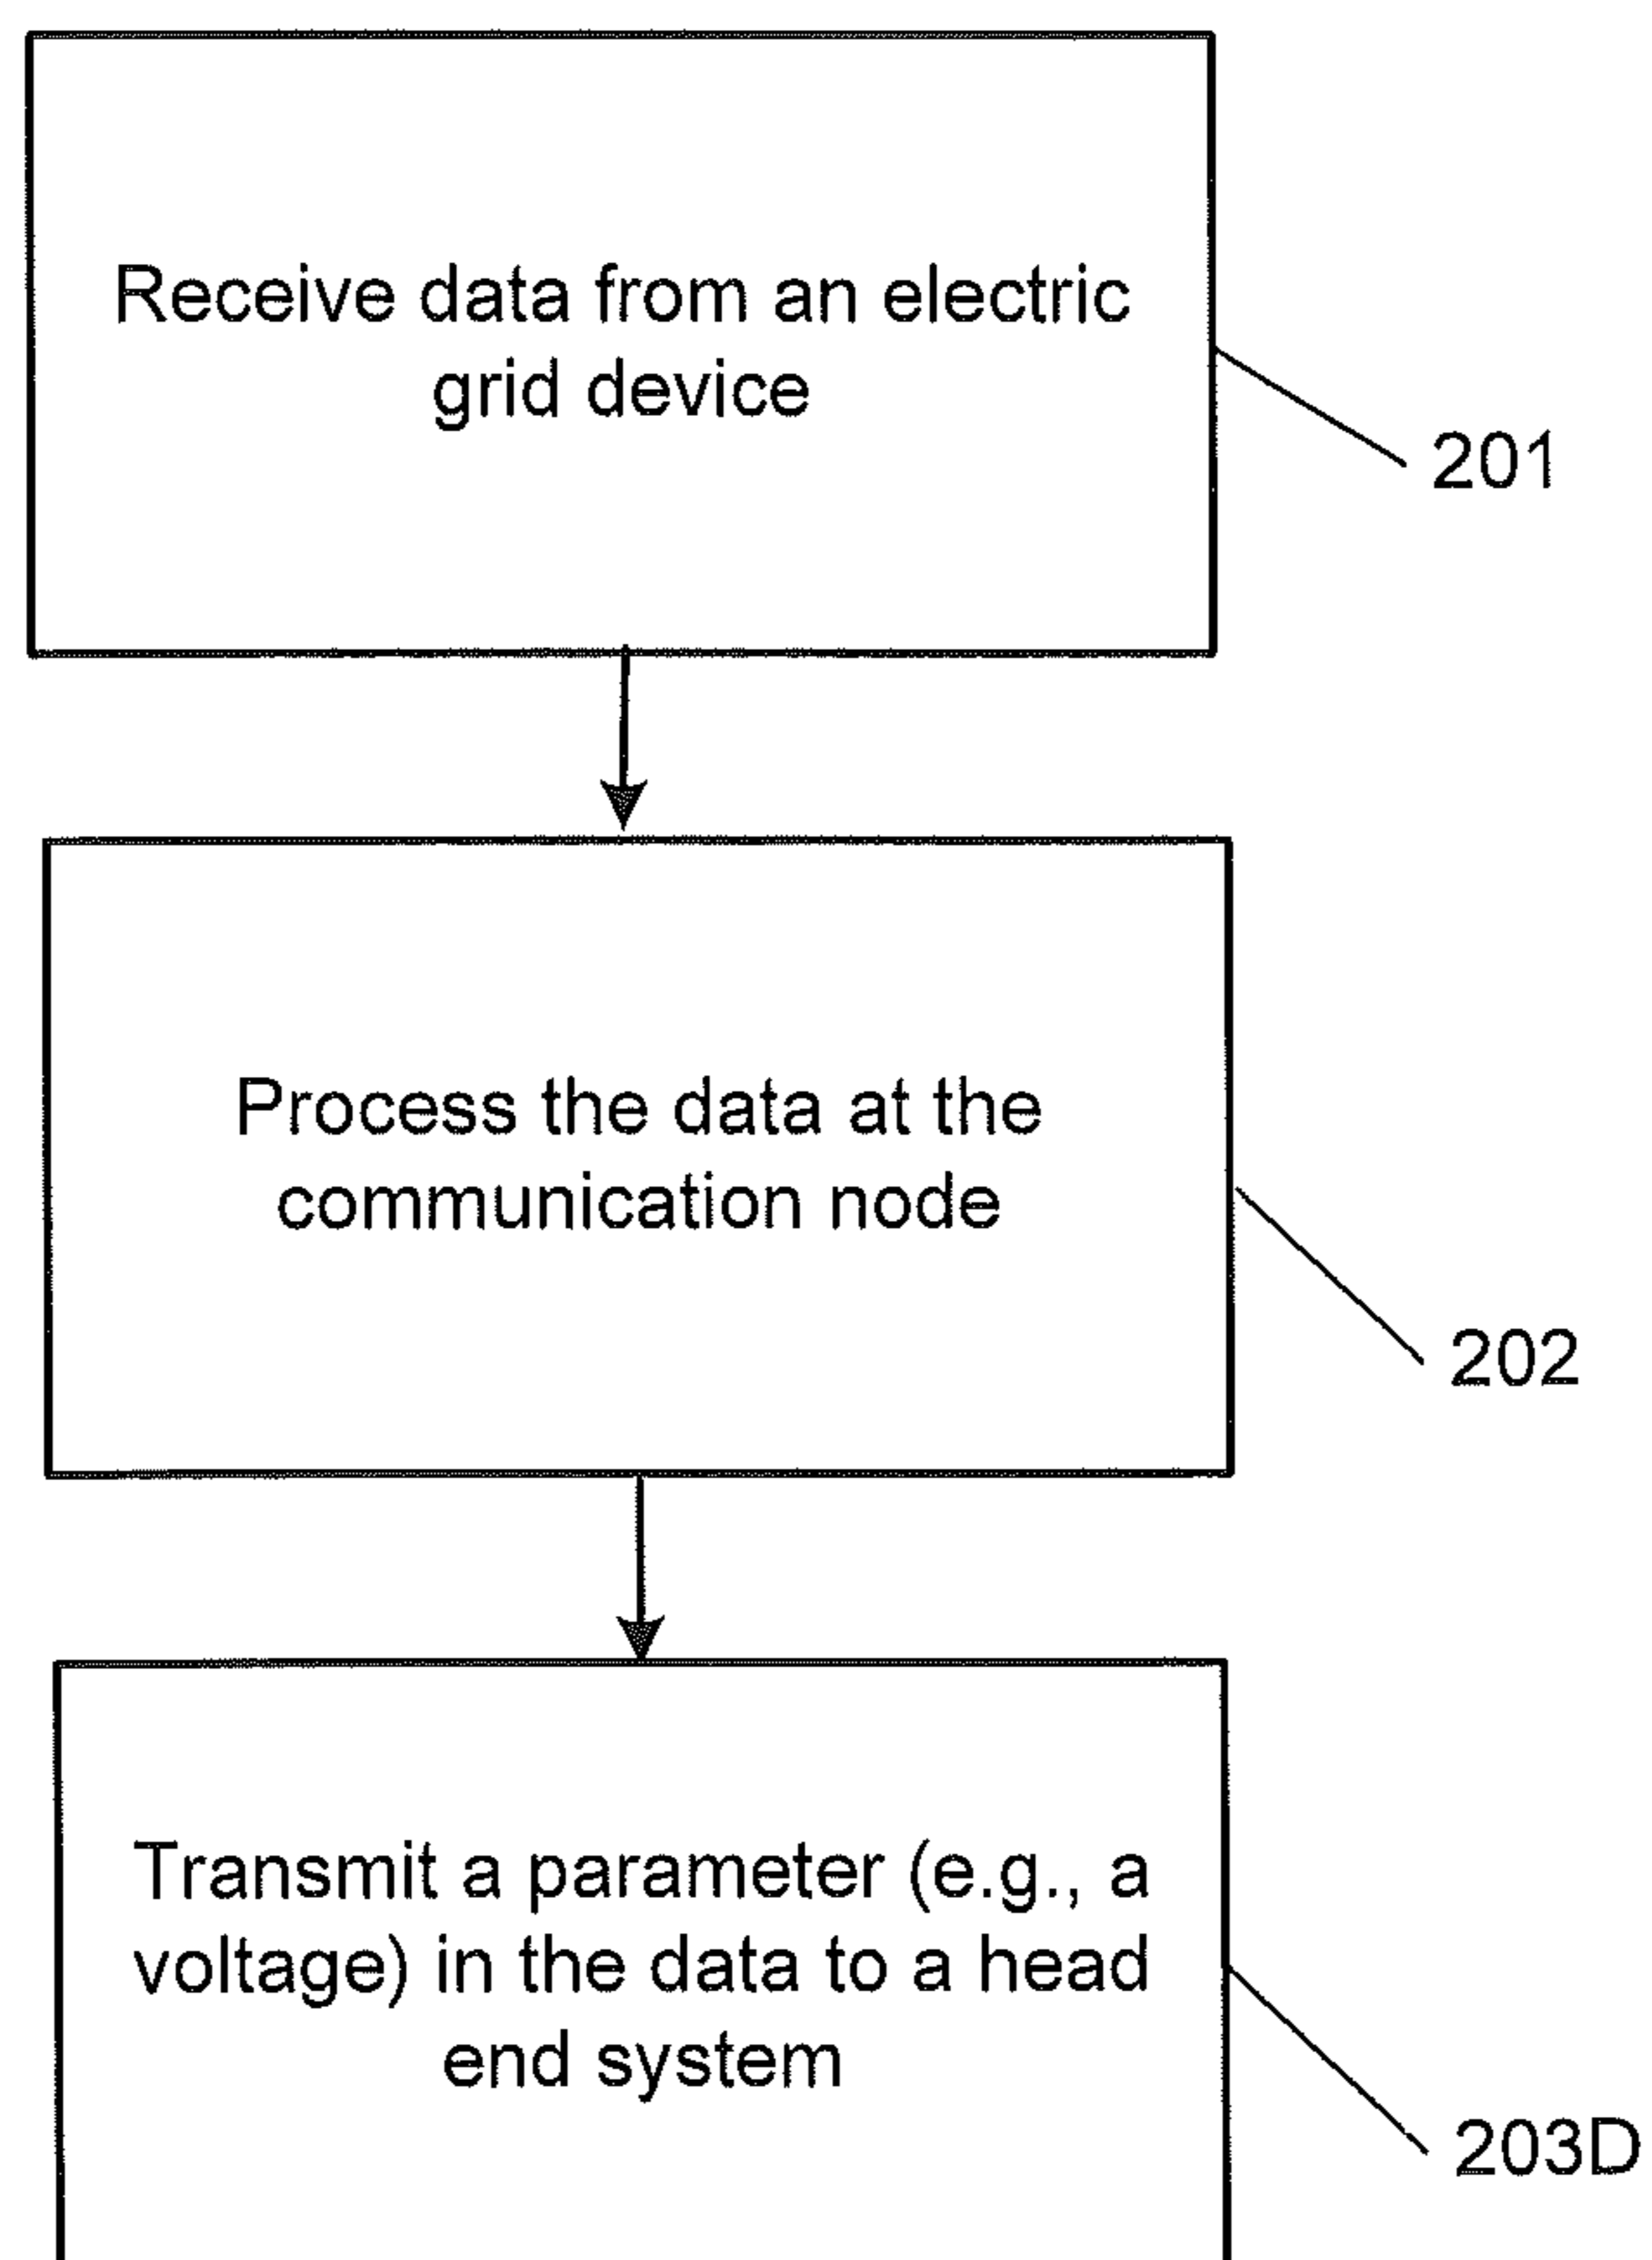 Receive data from an electric
grid device
201
Process the data at the
communication node
202
Transmit a parameter (e.g., a
voltage) in the data to a head
end system
203D